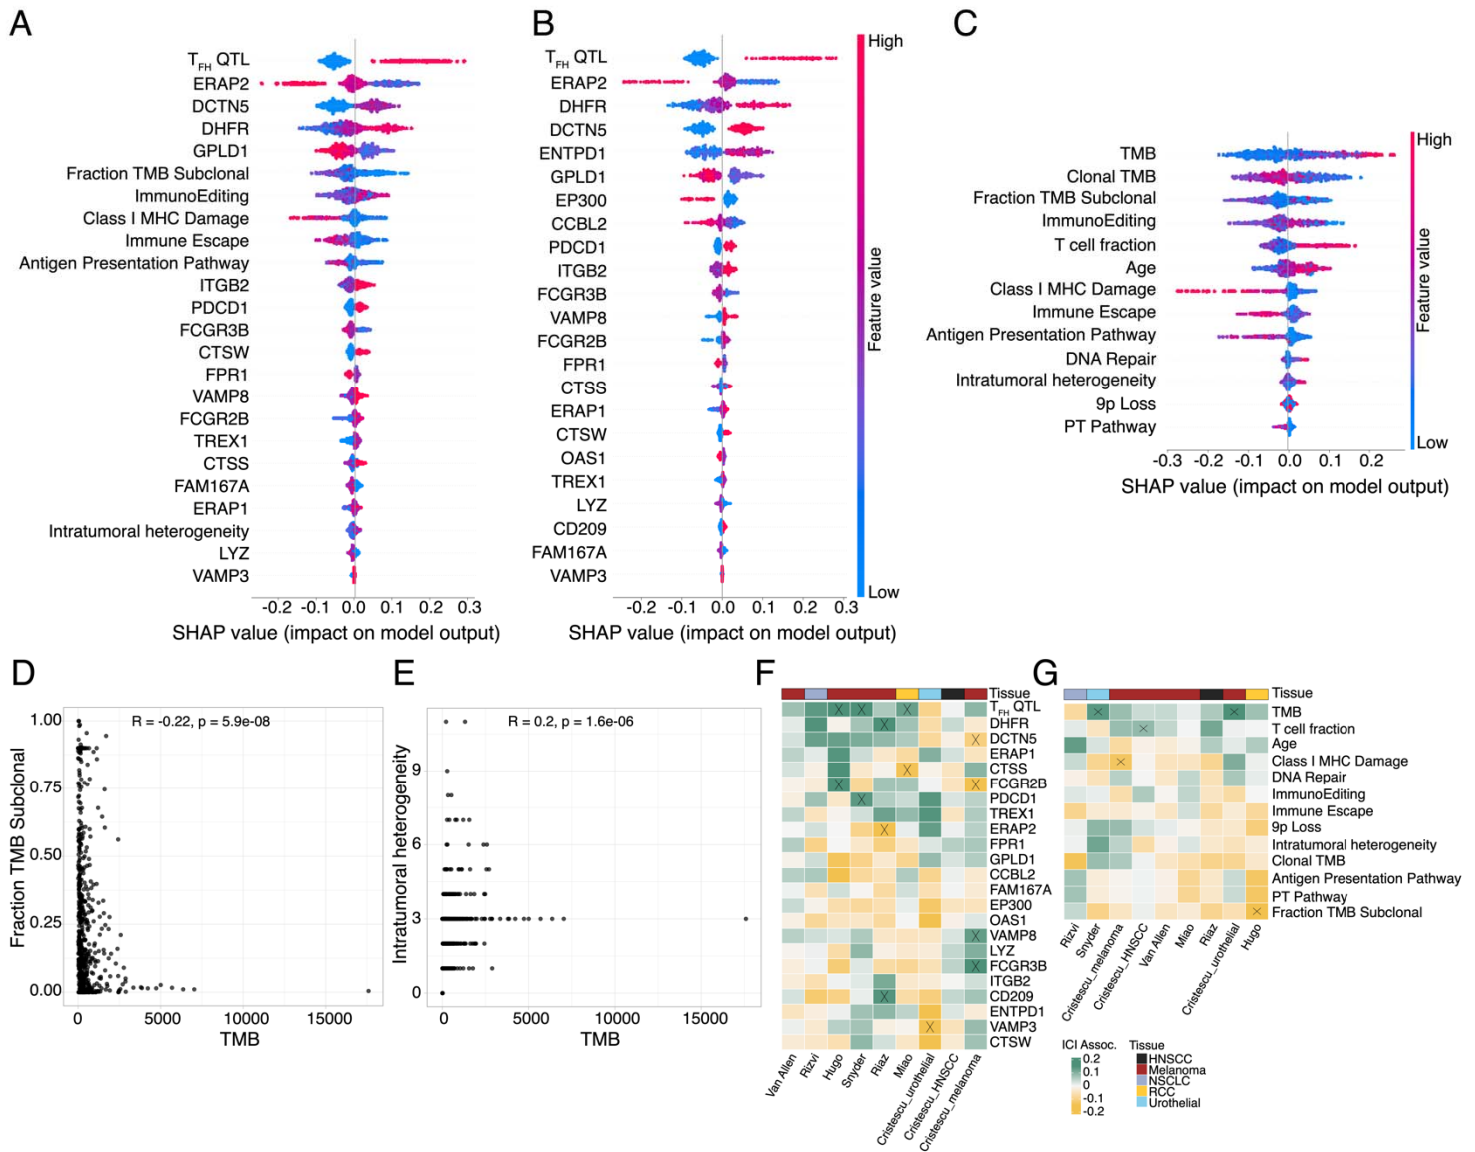 A
T_FH QTL
ERAP2
DCTN5
DHFR
GPLD1
Fraction TMB Subclonal
ImmunoEditing
Class I MHC Damage
Immune Escape
Antigen Presentation Pathway
ITGB2
PDCD1
FCGR3B
CTSW
FPR1
VAMP8
FCGR2B
TREX1
CTSS
FAM167A
ERAP1
Intratumoral heterogeneity
LYZ
VAMP3
-0.2 -0.1 0.0 0.1 0.2 0.3
SHAP value (impact on model output)
B
T_FH QTL
ERAP2
DHFR
DCTN5
ENTPD1
GPLD1
EP300
CCBL2
PDCD1
ITGB2
FCGR3B
VAMP8
FCGR2B
FPR1
CTSS
ERAP1
CTSW
OAS1
TREX1
LYZ
CD209
FAM167A
VAMP3
-0.2 -0.1 0.0 0.1 0.2 0.3
SHAP value (impact on model output)
High
Feature value
Low
C
TMB
Clonal TMB
Fraction TMB Subclonal
ImmunoEditing
T cell fraction
Age
Class I MHC Damage
Immune Escape
Antigen Presentation Pathway
DNA Repair
Intratumoral heterogeneity
9p Loss
PT Pathway
-0.3 -0.2 -0.1 0.0 0.1 0.2
SHAP value (impact on model output)
High
Feature value
Low
D
R = -0.22, p = 5.9e-08
Fraction TMB Subclonal
1.00
0.75
0.50
0.25
0.00
0 5000 10000 15000
TMB
E
R = 0.2, p = 1.6e-06
Intratumoral heterogeneity
9
6
3
0
0 5000 10000 15000
TMB
F
Tissue
T_FH QTL
DHFR
DCTN5
ERAP1
CTSS
FCGR2B
PDCD1
TREX1
ERAP2
FPR1
GPLD1
CCBL2
FAM167A
EP300
OAS1
VAMP8
LYZ
FCGR3B
ITGB2
CD209
ENTPD1
VAMP3
CTSW
Van Allen
Rizvi
Hugo
Snyder
Riaz
Miao
Cristescu_urothelial
Cristescu_HNSCC
Cristescu_melanoma
G
Tissue
TMB
T cell fraction
Age
Class I MHC Damage
DNA Repair
ImmunoEditing
Immune Escape
9p Loss
Intratumoral heterogeneity
Clonal TMB
Antigen Presentation Pathway
PT Pathway
Fraction TMB Subclonal
Rizvi
Snyder
Cristescu_melanoma
Cristescu_HNSCC
Van Allen
Miao
Riaz
Cristescu_urothelial
Hugo
ICI Assoc.
0.2
0.1
0
-0.1
-0.2
Tissue
HNSCC
Melanoma
NSCLC
RCC
Urothelial